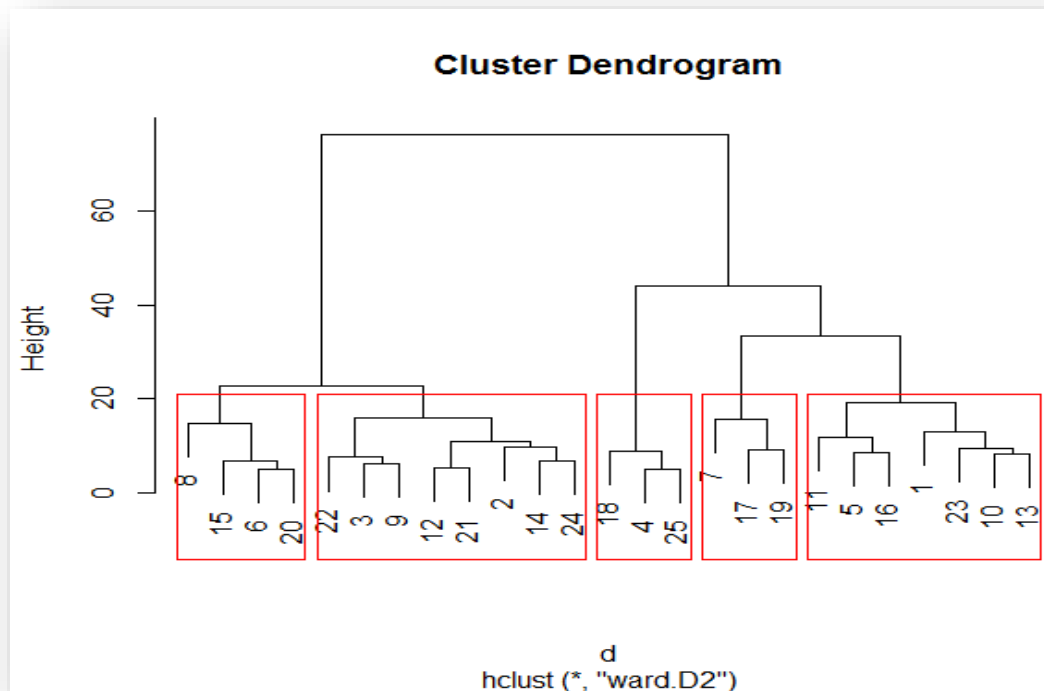 Cluster Dendrogram
Height
0 20 40 60
8 15 6 20 22 3 9 12 21 2 14 24 18 4 25 7 17 19 11 5 16 1 23 10 13
d
hclust (*, "ward.D2")